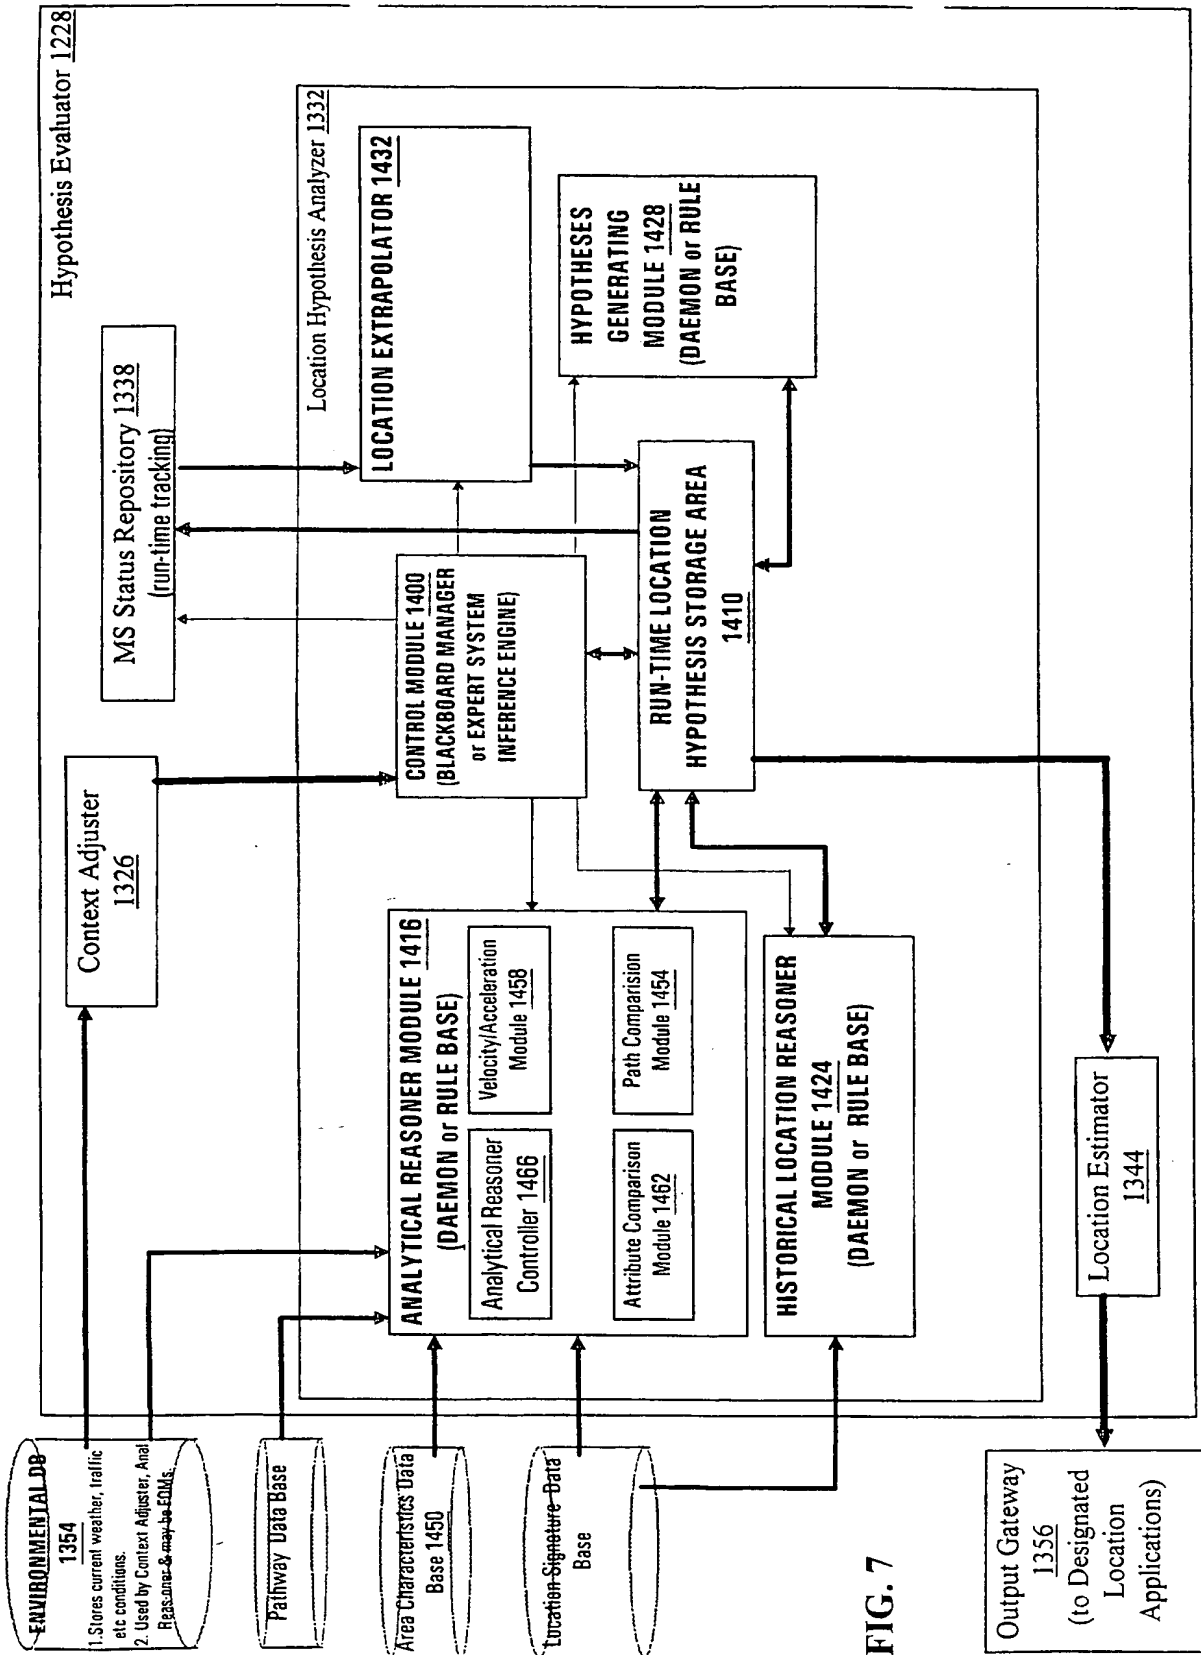 Hypothesis Evaluator 1228
MS Status Repository 1338
(run-time tracking)
Context Adjuster
1326
Location Hypothesis Analyzer 1332
LOCATION EXTRAPOLATOR 1432
HYPOTHESES
GENERATING
MODULE 1428
(DAEMON or RULE
BASE)
CONTROL MODULE 1400
(BLACKBOARD MANAGER
or EXPERT SYSTEM
INFERENCE ENGINE)
RUN-TIME LOCATION
HYPOTHESIS STORAGE AREA
1410
ANALYTICAL REASONER MODULE 1416
(DAEMON or RULE BASE)
Analytical Reasoner
Controller 1466
Velocity/Acceleration
Module 1458
Attribute Comparison
Module 1462
Path Comparision
Module 1454
HISTORICAL LOCATION REASONER
MODULE 1424
(DAEMON or RULE BASE)
Location Estimator
1344
ENVIRONMENTAL DB
1354
1.Stores current weather, traffic
etc conditions.
2. Used by Context Adjuster, Anal
Reasoner & may be FOMs
Pathway Data Base
Area Characteristics Data
Base 1450
Location Signature Data
Base
Output Gateway
1356
(to Designated
Location
Applications)
FIG. 7